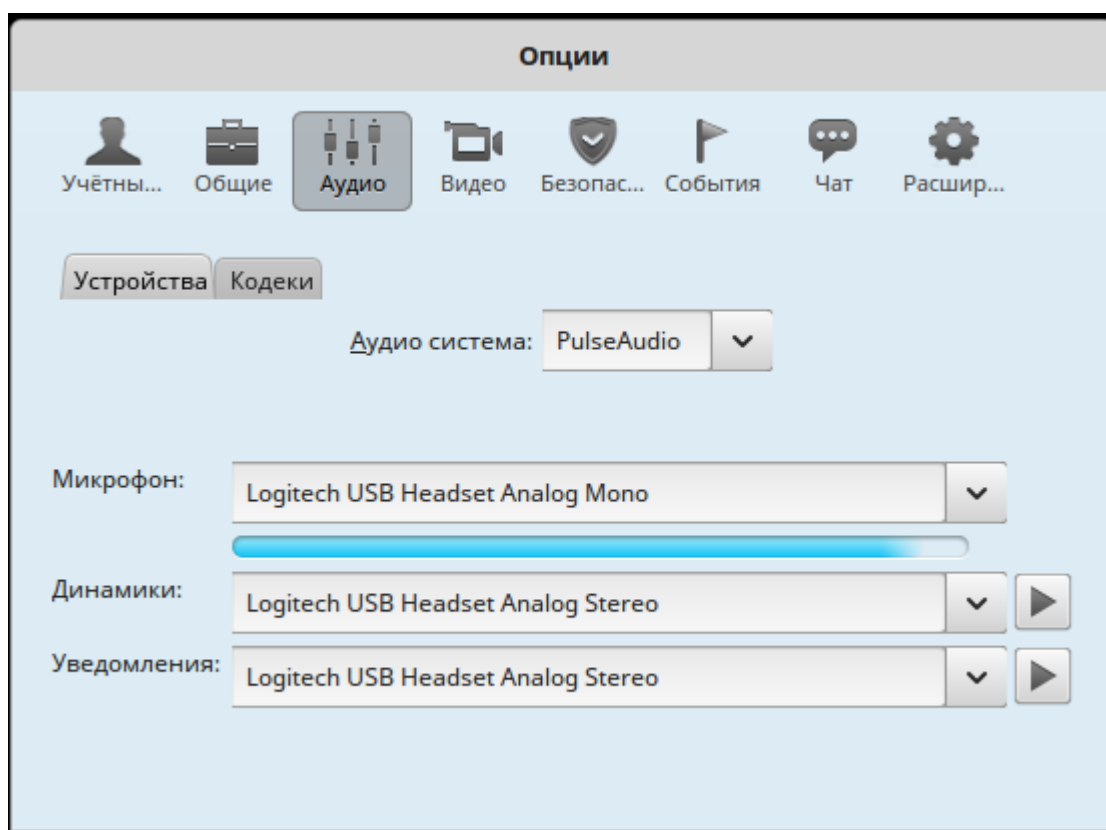 Опции
Учётны... Общие Аудио Видео Безопас... События Чат Расшир...
Устройства Кодеки
Аудио система: PulseAudio
Микрофон: Logitech USB Headset Analog Mono
Динамики: Logitech USB Headset Analog Stereo
Уведомления: Logitech USB Headset Analog Stereo